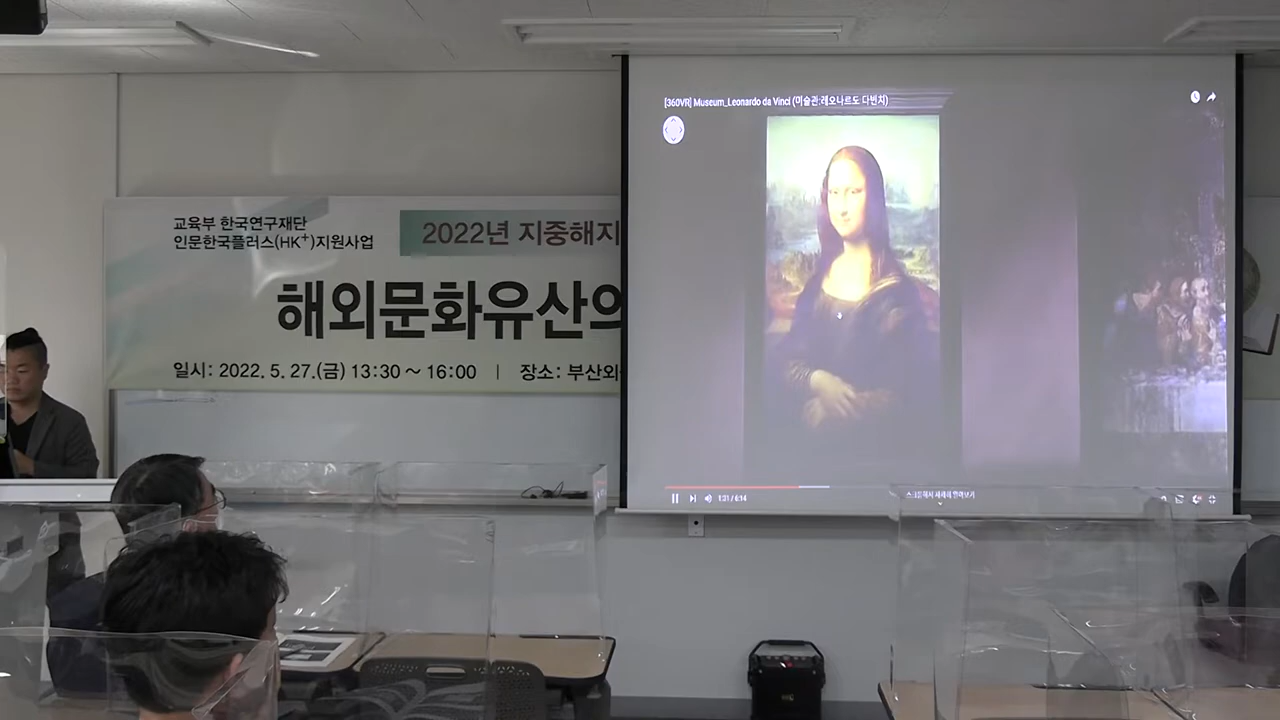 [360VR] Museum_Leonardo da Vinci (미술관:레오나르도 다빈치)
교육부 한국연구재단
인문한국플러스(HK+)지원사업
2022년 지중해지
해외문화유산의
일시: 2022. 5. 27.(금) 13:30 ~ 16:00 | 장소: 부산외
1:31 / 6:14